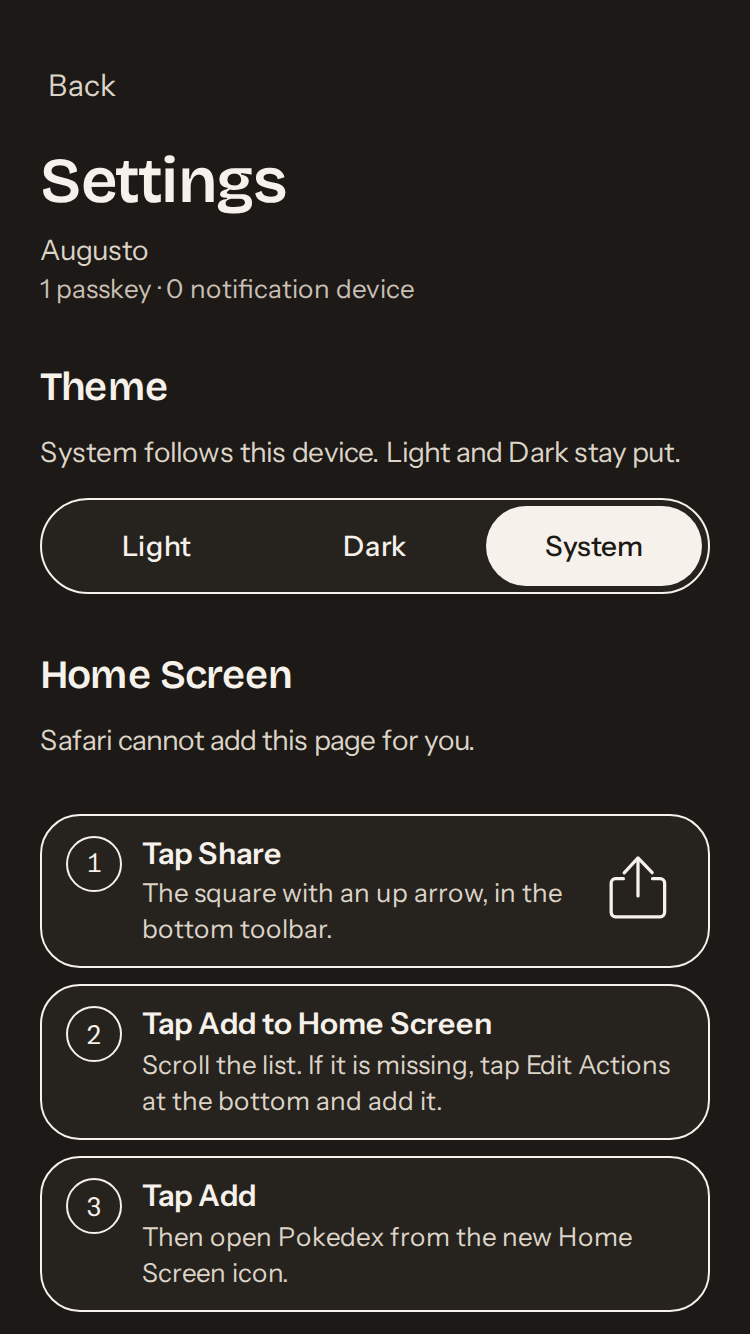 Back
Settings
Augusto
1 passkey · 0 notification device
Theme
System follows this device. Light and Dark stay put.
Light Dark System
Home Screen
Safari cannot add this page for you.
1 Tap Share
The square with an up arrow, in the
bottom toolbar.
2 Tap Add to Home Screen
Scroll the list. If it is missing, tap Edit Actions
at the bottom and add it.
3 Tap Add
Then open Pokedex from the new Home
Screen icon.